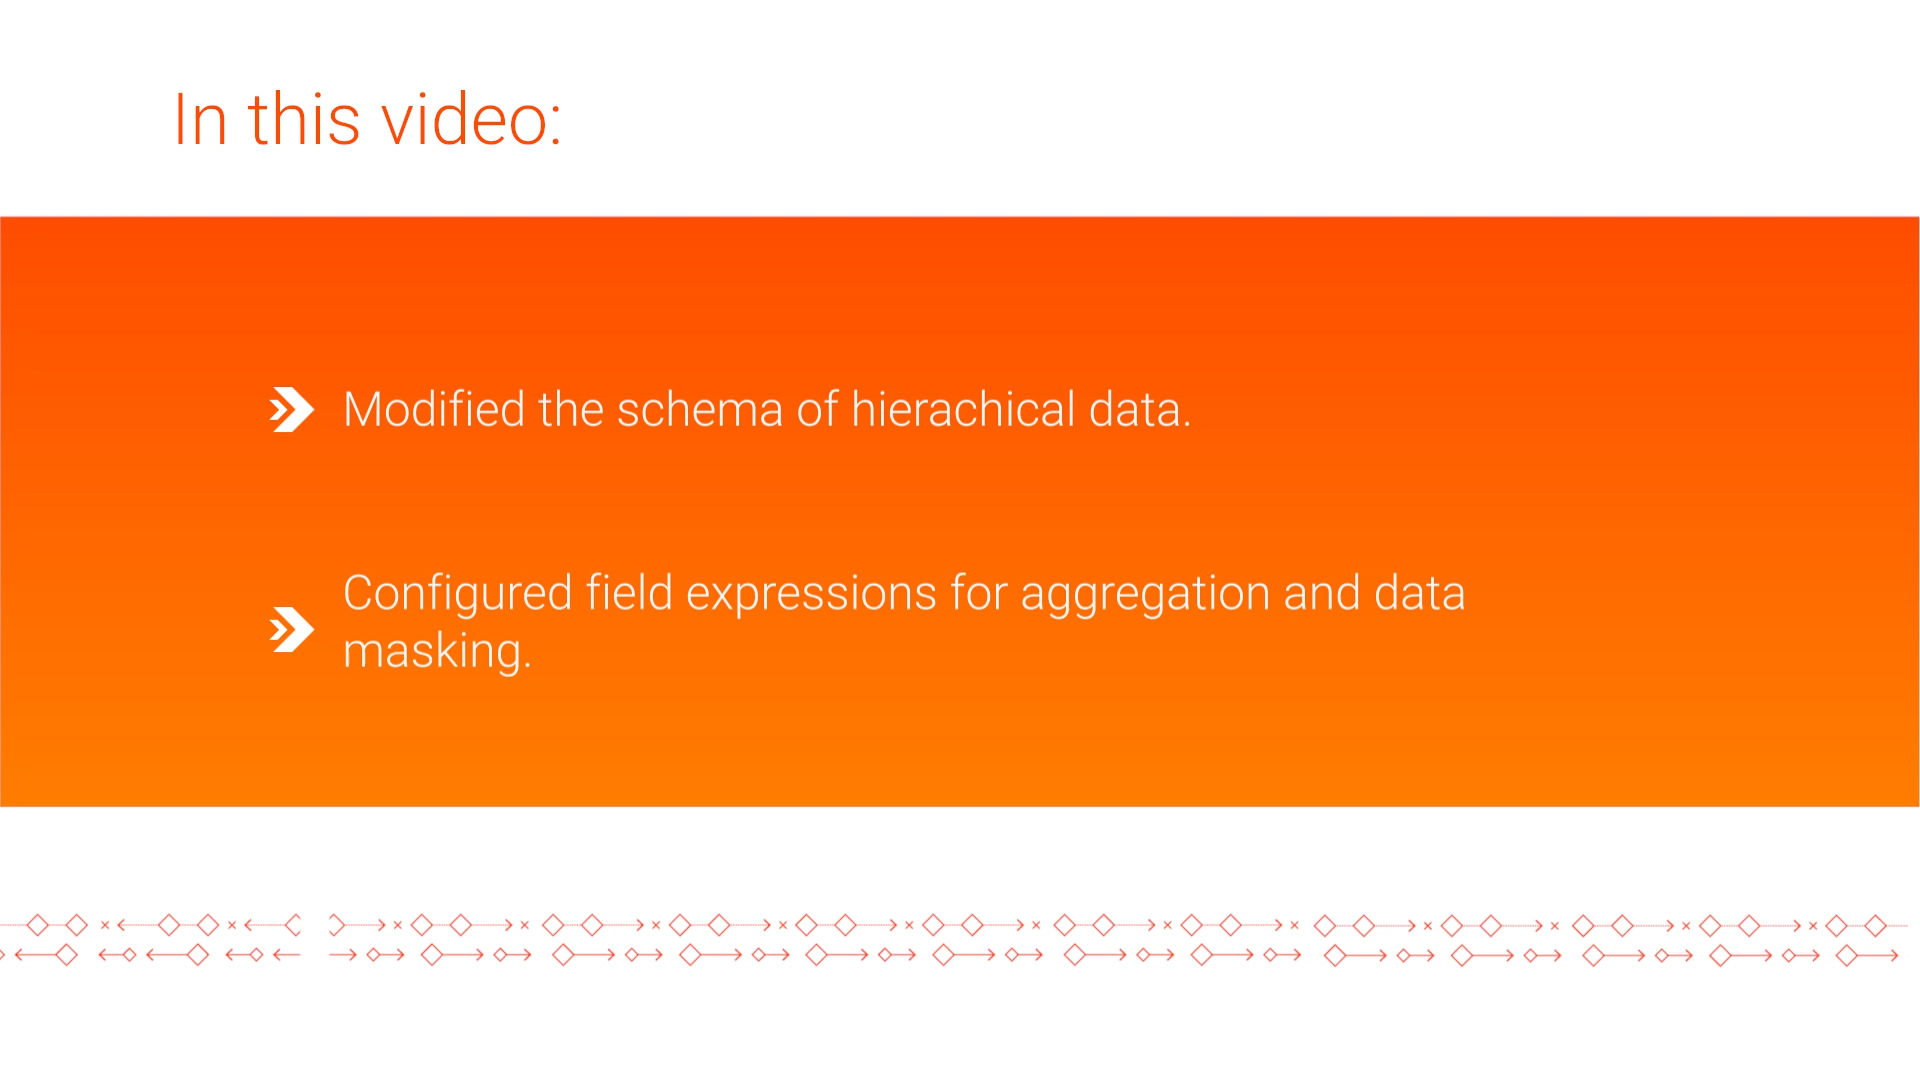 In this video:
Modified the schema of hierachical data.
Configured field expressions for aggregation and data
masking.